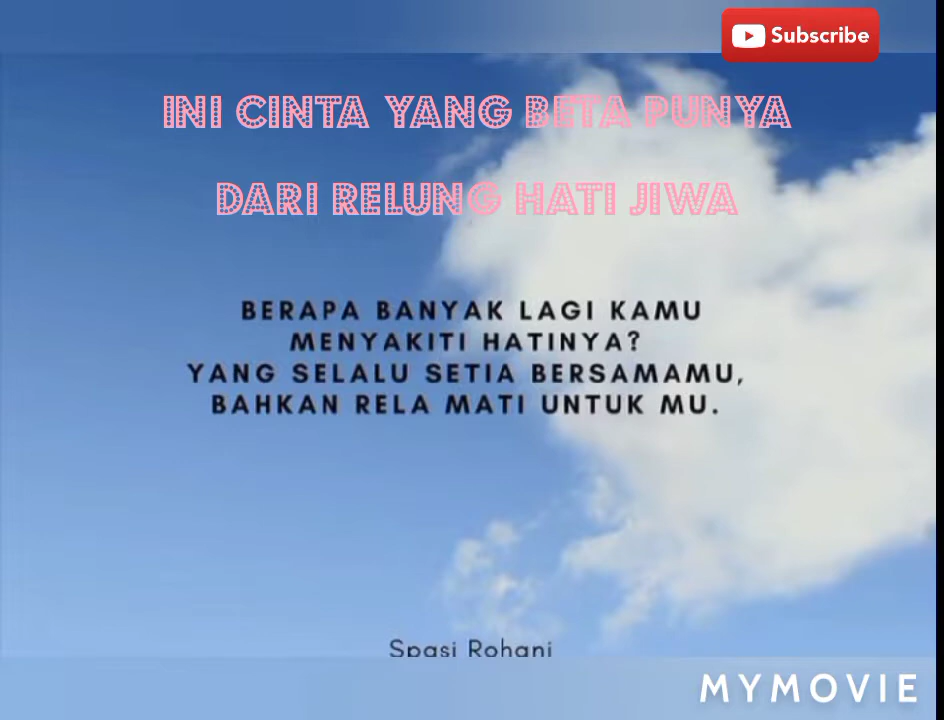 Subscribe
INI CINTA YANG BETA PUNYA
DARI RELUNG HATI JIWA
BERAPA BANYAK LAGI KAMU
MENYAKITI HATINYA?
YANG SELALU SETIA BERSAMAMU,
BAHKAN RELA MATI UNTUK MU.
Spasi Rohani
MYMOVIE